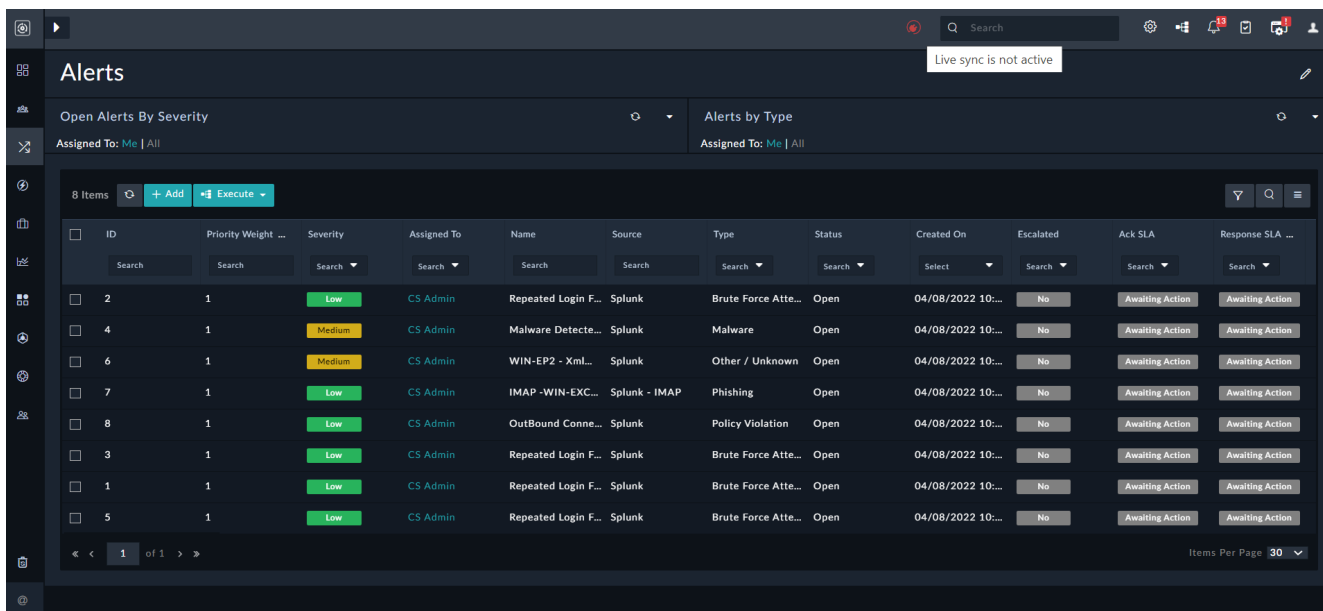 Search
13
!
Live sync is not active
Alerts
Open Alerts By Severity
Assigned To: Me | All
Alerts by Type
Assigned To: Me | All
8 Items + Add Execute
ID Priority Weight ... Severity Assigned To Name Source Type Status Created On Escalated Ack SLA Response SLA ...
Search Search Search Search Search Search Search Search Select Search Search Search
2 1 Low CS Admin Repeated Login F... Splunk Brute Force Atte... Open 04/08/2022 10:... No Awaiting Action Awaiting Action
4 1 Medium CS Admin Malware Detecte... Splunk Malware Open 04/08/2022 10:... No Awaiting Action Awaiting Action
6 1 Medium CS Admin WIN-EP2 - Xml... Splunk Other / Unknown Open 04/08/2022 10:... No Awaiting Action Awaiting Action
7 1 Low CS Admin IMAP -WIN-EXC... Splunk - IMAP Phishing Open 04/08/2022 10:... No Awaiting Action Awaiting Action
8 1 Low CS Admin OutBound Conne... Splunk Policy Violation Open 04/08/2022 10:... No Awaiting Action Awaiting Action
3 1 Low CS Admin Repeated Login F... Splunk Brute Force Atte... Open 04/08/2022 10:... No Awaiting Action Awaiting Action
1 1 Low CS Admin Repeated Login F... Splunk Brute Force Atte... Open 04/08/2022 10:... No Awaiting Action Awaiting Action
5 1 Low CS Admin Repeated Login F... Splunk Brute Force Atte... Open 04/08/2022 10:... No Awaiting Action Awaiting Action
« < 1 of 1 > » Items Per Page 30
@